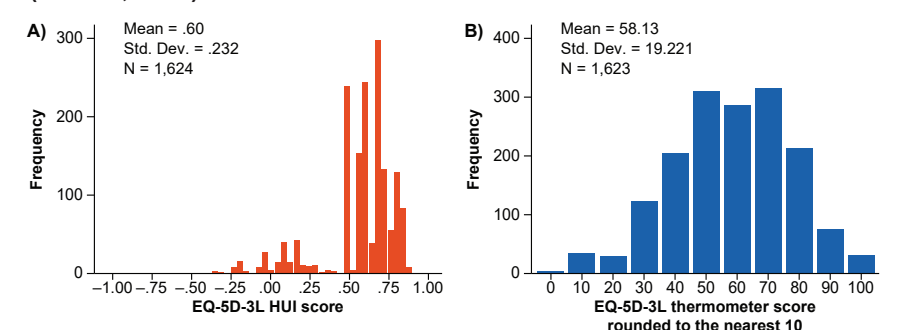 A)
Mean = .60
Std. Dev. = .232
N = 1,624
300
200
100
0
Frequency
−1.00 −.75 −.50 −.25 .00 .25 .50 .75 1.00
EQ-5D-3L HUI score
B)
Mean = 58.13
Std. Dev. = 19.221
N = 1,623
400
300
200
100
0
Frequency
0 10 20 30 40 50 60 70 80 90 100
EQ-5D-3L thermometer score
rounded to the nearest 10